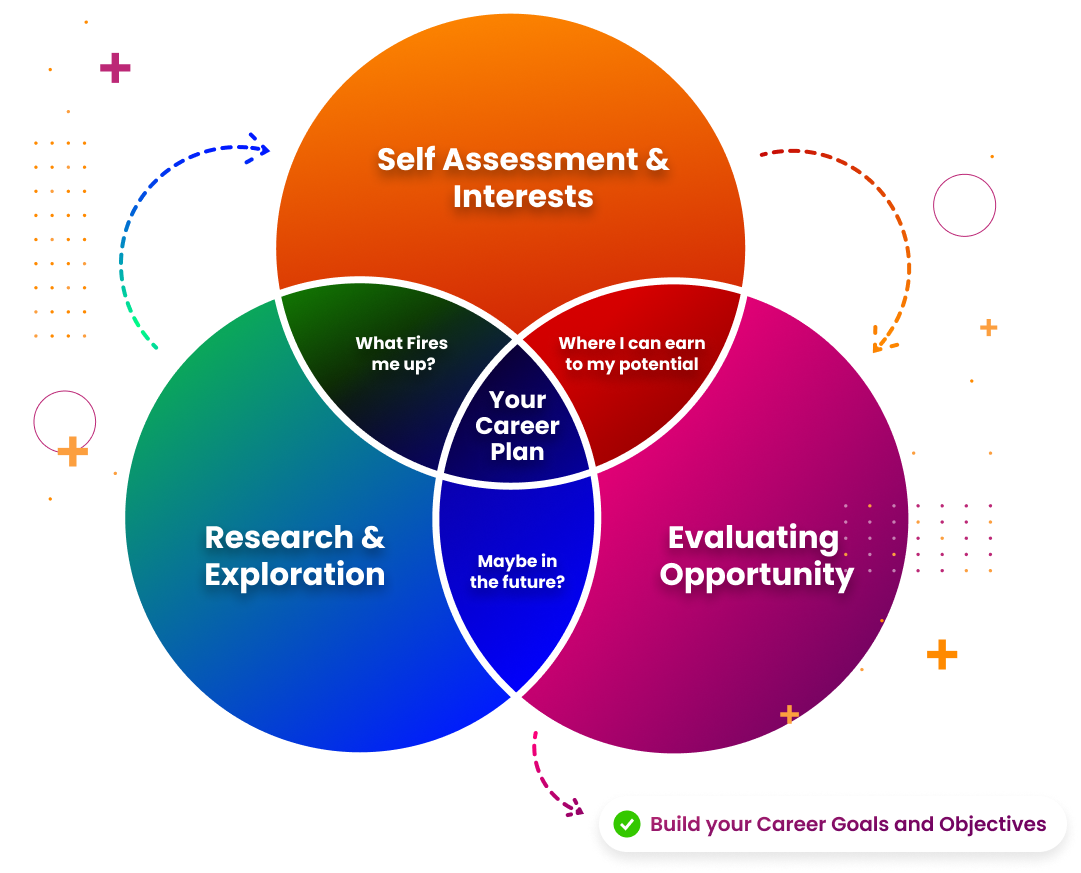 Self Assessment &
Interests
What Fires
me up?
Where I can earn
to my potential
Your
Career
Plan
Research &
Exploration
Evaluating
Opportunity
Maybe in
the future?
Build your Career Goals and Objectives